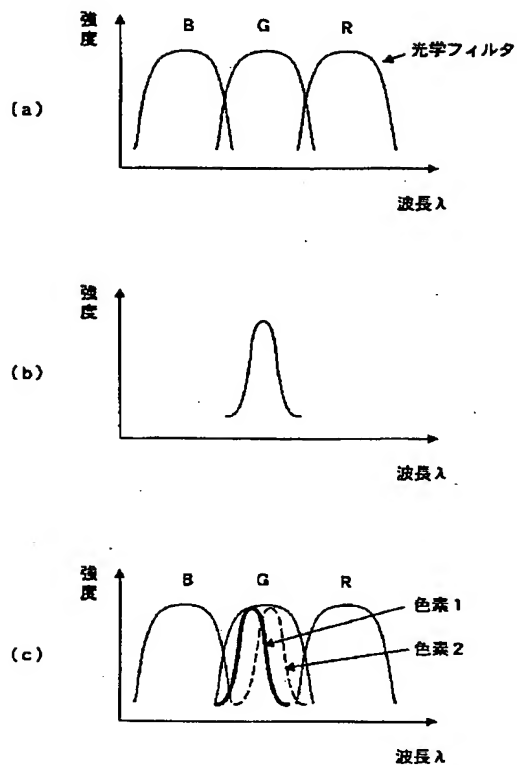 強度
B G R
光学フィルタ
(a)
波長λ
強度
(b)
波長λ
強度
B G R
色素1
色素2
(c)
波長λ